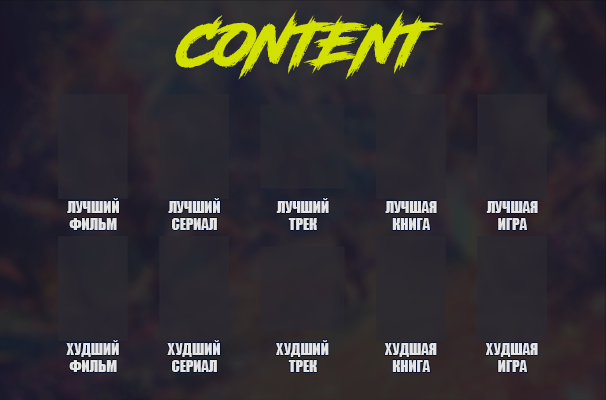 CONTENT
ЛУЧШИЙ ФИЛЬМ
ЛУЧШИЙ СЕРИАЛ
ЛУЧШИЙ ТРЕК
ЛУЧШАЯ КНИГА
ЛУЧШАЯ ИГРА
ХУДШИЙ ФИЛЬМ
ХУДШИЙ СЕРИАЛ
ХУДШИЙ ТРЕК
ХУДШАЯ КНИГА
ХУДШАЯ ИГРА